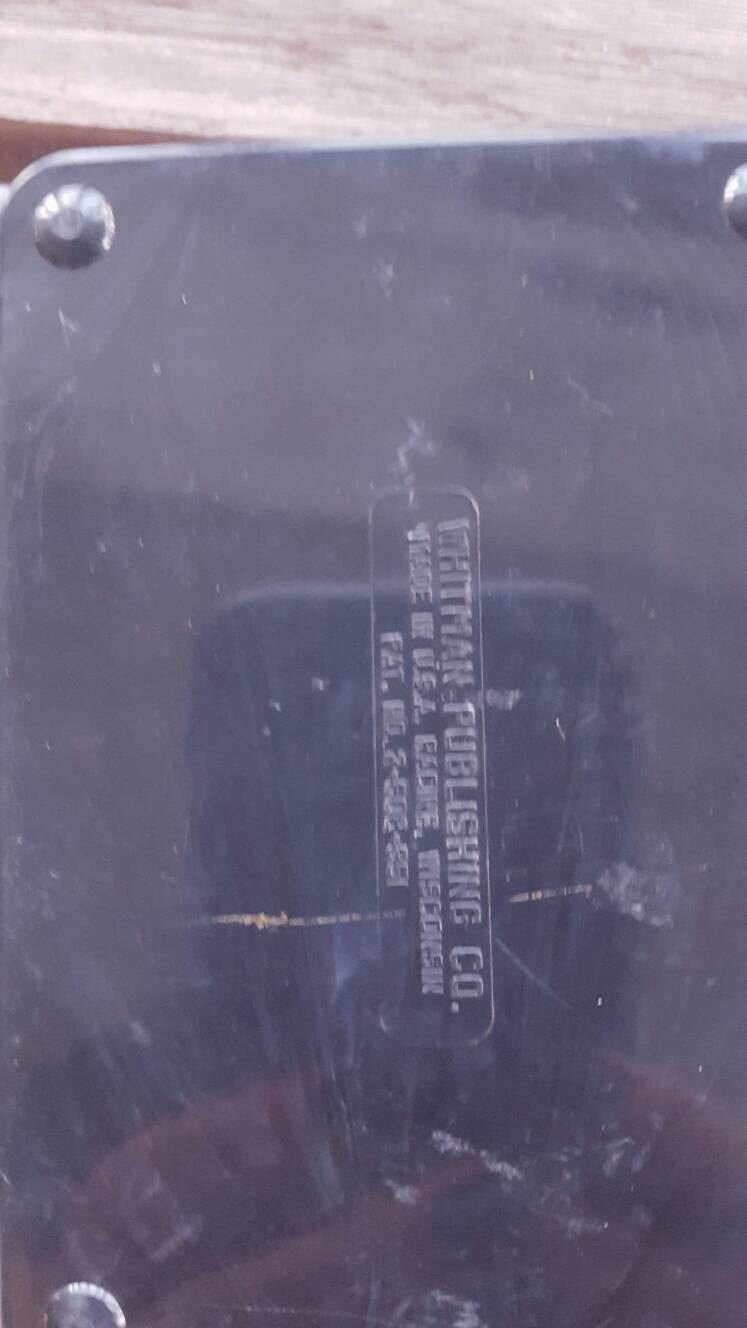 WHITMAN PUBLISHING CO.
MADE IN U.S.A. RACINE, WISCONSIN
PAT. NO.